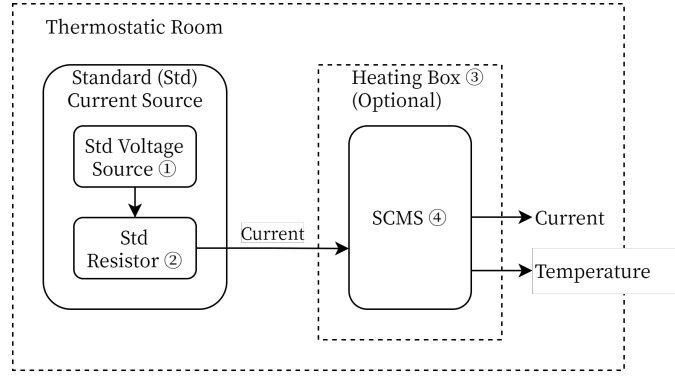 Thermostatic Room
Standard (Std)
Current Source
Std Voltage
Source ①
Std
Resistor ②
Current
Heating Box ③
(Optional)
SCMS ④
Current
Temperature